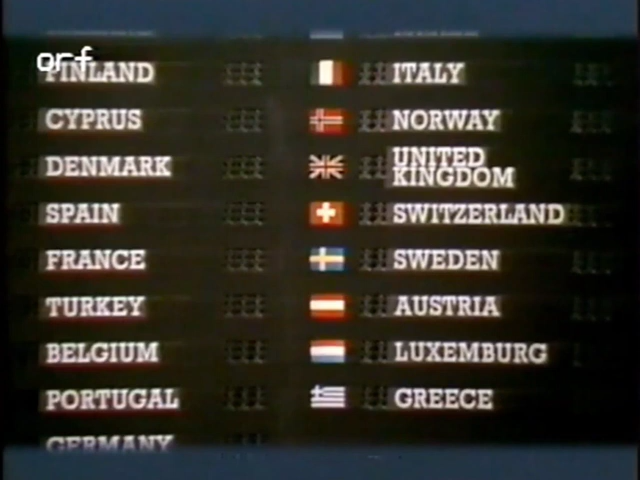 orf
FINLAND
CYPRUS
DENMARK
SPAIN
FRANCE
TURKEY
BELGIUM
PORTUGAL
GERMANY
ITALY
NORWAY
UNITED
KINGDOM
SWITZERLAND
SWEDEN
AUSTRIA
LUXEMBURG
GREECE